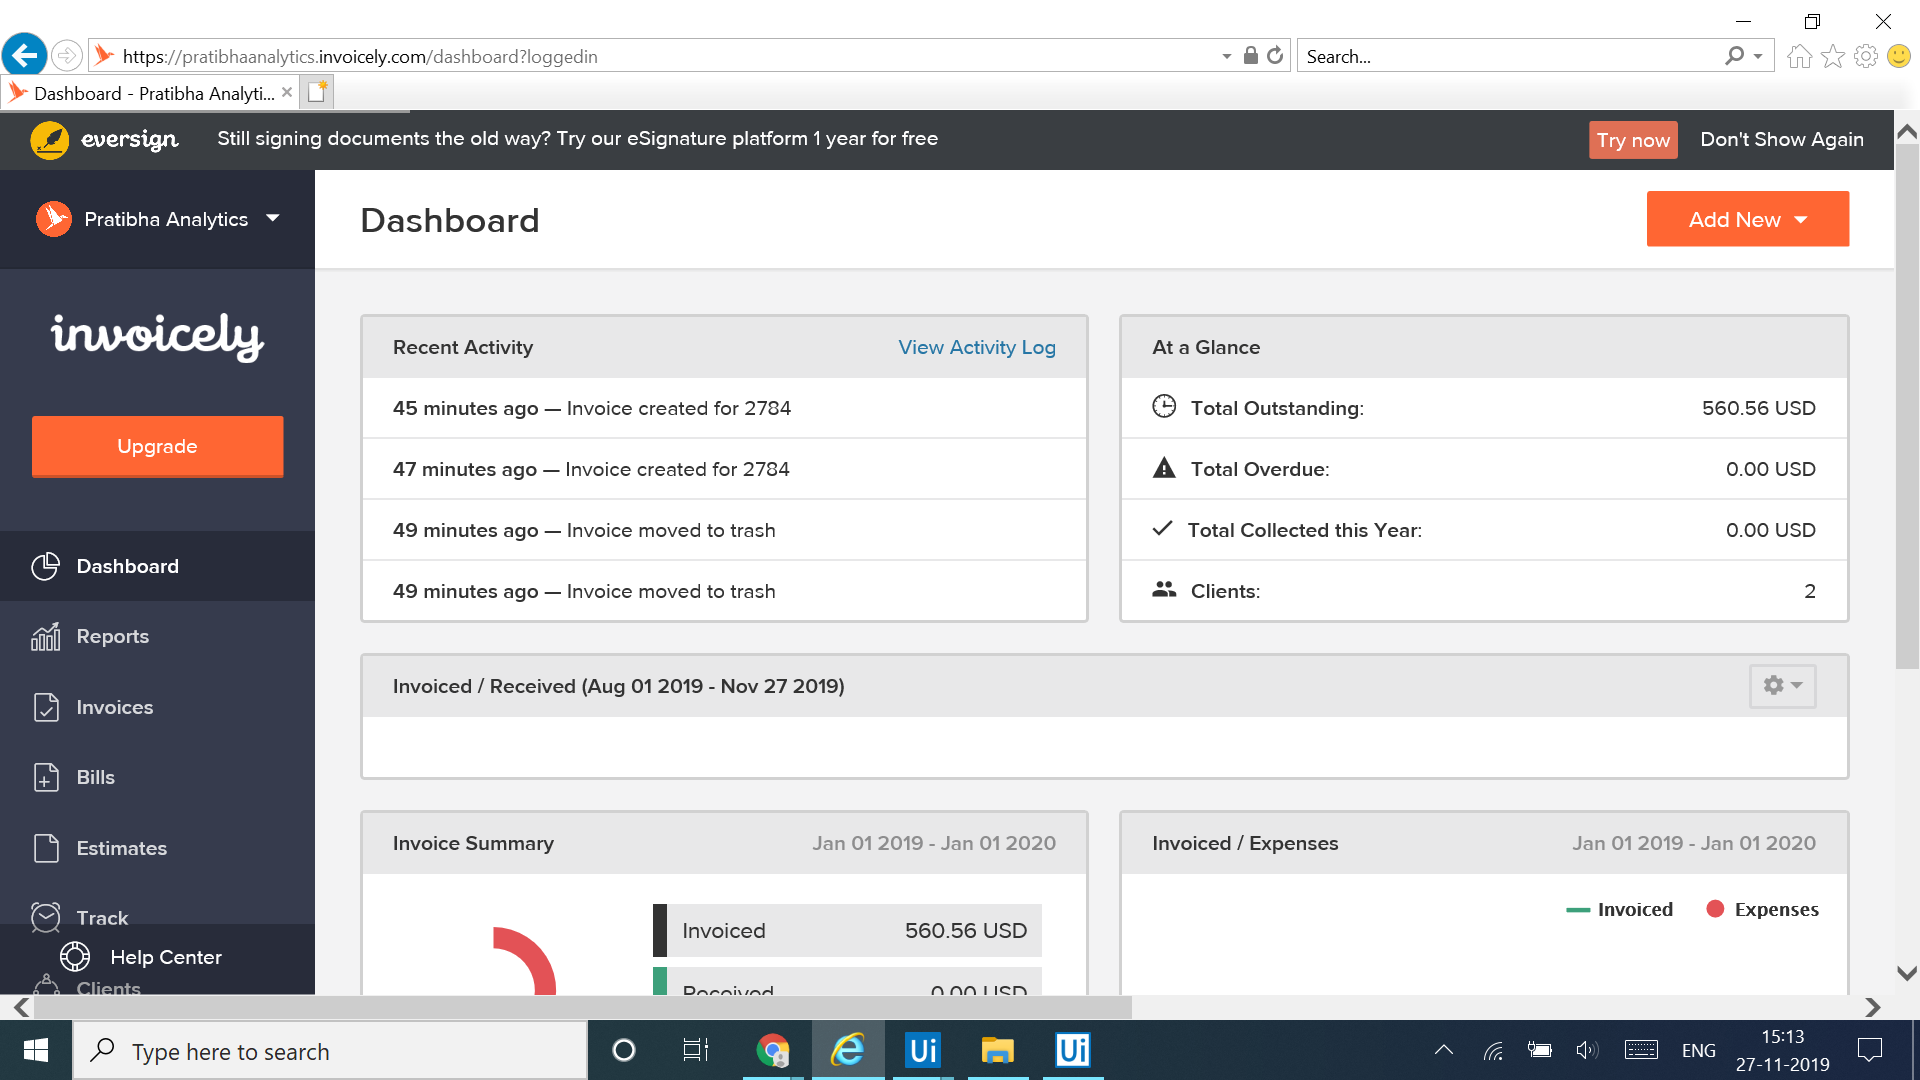 https://pratibhaanalytics.invoicely.com/dashboard?loggedin
Search...
Dashboard - Pratibha Analyti...
eversign
Still signing documents the old way? Try our eSignature platform 1 year for free
Try now
Don't Show Again
Pratibha Analytics
Dashboard
Add New
invoicely
Upgrade
Dashboard
Reports
Invoices
Bills
Estimates
Track
Help Center
Clients
Recent Activity
View Activity Log
45 minutes ago — Invoice created for 2784
47 minutes ago — Invoice created for 2784
49 minutes ago — Invoice moved to trash
49 minutes ago — Invoice moved to trash
At a Glance
Total Outstanding: 560.56 USD
Total Overdue: 0.00 USD
Total Collected this Year: 0.00 USD
Clients: 2
Invoiced / Received (Aug 01 2019 - Nov 27 2019)
Invoice Summary Jan 01 2019 - Jan 01 2020
Invoiced 560.56 USD
Received 0.00 USD
Invoiced / Expenses Jan 01 2019 - Jan 01 2020
Invoiced Expenses
Type here to search
Ui
Ui
ENG
15:13
27-11-2019